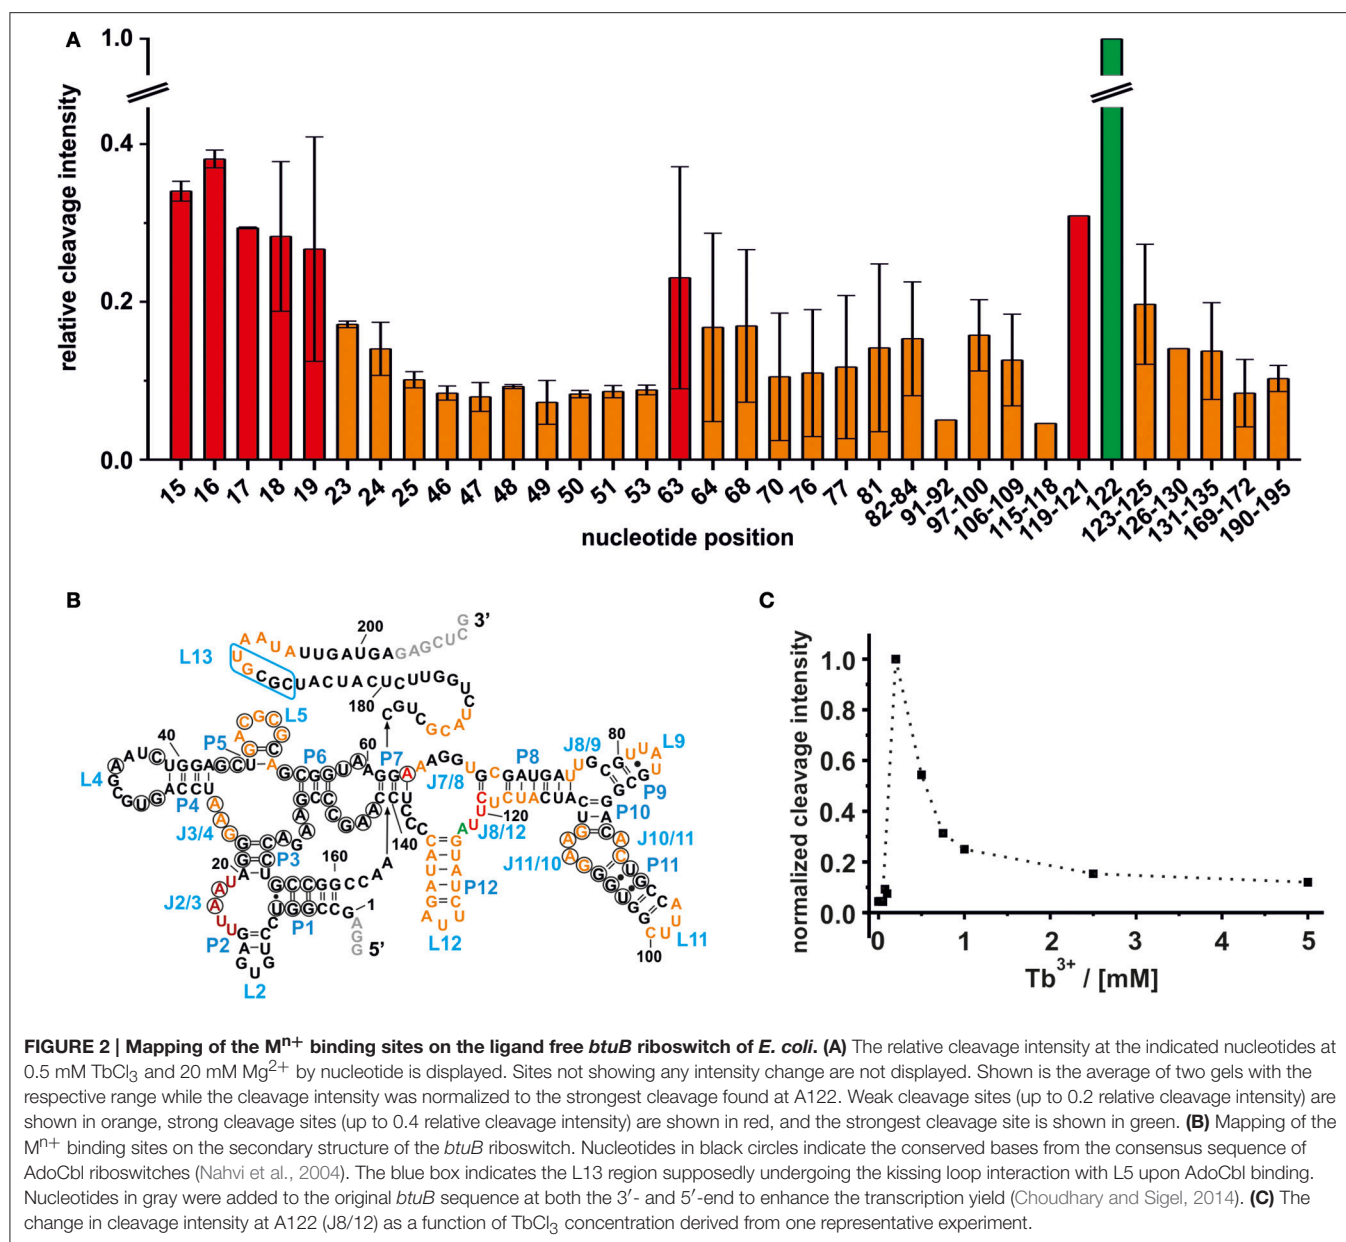 A
1.0
0.4
0.2
0.0
relative cleavage intensity
15 16 17 18 19 23 24 25 46 47 48 49 50 51 53 63 64 68 70 76 77 81 82-84 91-92 97-100 106-109 115-118 119-121 122 123-125 126-130 131-135 169-172 190-195
nucleotide position
B
200
3'
L13
180
L5
40
P5
P6
60
P7
P8
J8/9
80
L9
L4
P4
J7/8
P9
P10
J3/4
J8/12
120
140
J10/11
P11
J11/10
20
P3
160
J2/3
P12
P2
P1
1
5'
L12
L11
100
L2
C
normalized cleavage intensity
1.0
0.8
0.6
0.4
0.2
0.0
0 1 2 3 4 5
Tb3+ / [mM]
FIGURE 2 | Mapping of the Mn+ binding sites on the ligand free btuB riboswitch of E. coli. (A) The relative cleavage intensity at the indicated nucleotides at
0.5 mM TbCl3 and 20 mM Mg2+ by nucleotide is displayed. Sites not showing any intensity change are not displayed. Shown is the average of two gels with the
respective range while the cleavage intensity was normalized to the strongest cleavage found at A122. Weak cleavage sites (up to 0.2 relative cleavage intensity) are
shown in orange, strong cleavage sites (up to 0.4 relative cleavage intensity) are shown in red, and the strongest cleavage site is shown in green. (B) Mapping of the
Mn+ binding sites on the secondary structure of the btuB riboswitch. Nucleotides in black circles indicate the conserved bases from the consensus sequence of
AdoCbl riboswitches (Nahvi et al., 2004). The blue box indicates the L13 region supposedly undergoing the kissing loop interaction with L5 upon AdoCbl binding.
Nucleotides in gray were added to the original btuB sequence at both the 3′- and 5′-end to enhance the transcription yield (Choudhary and Sigel, 2014). (C) The
change in cleavage intensity at A122 (J8/12) as a function of TbCl3 concentration derived from one representative experiment.